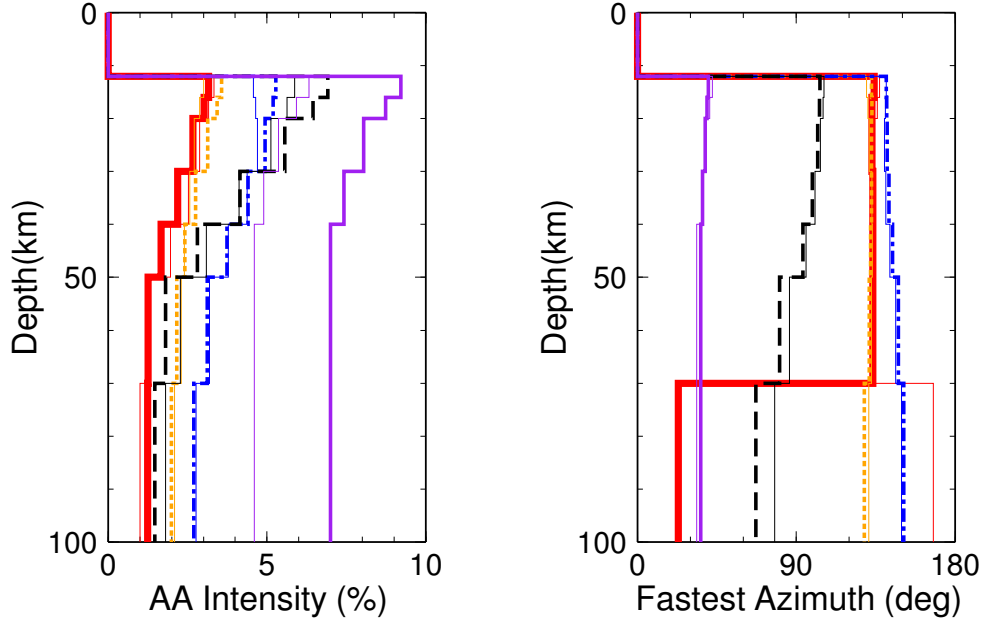 0
50
100
Depth(km)
0 5 10
AA Intensity (%)
0
50
100
Depth(km)
0 90 180
Fastest Azimuth (deg)